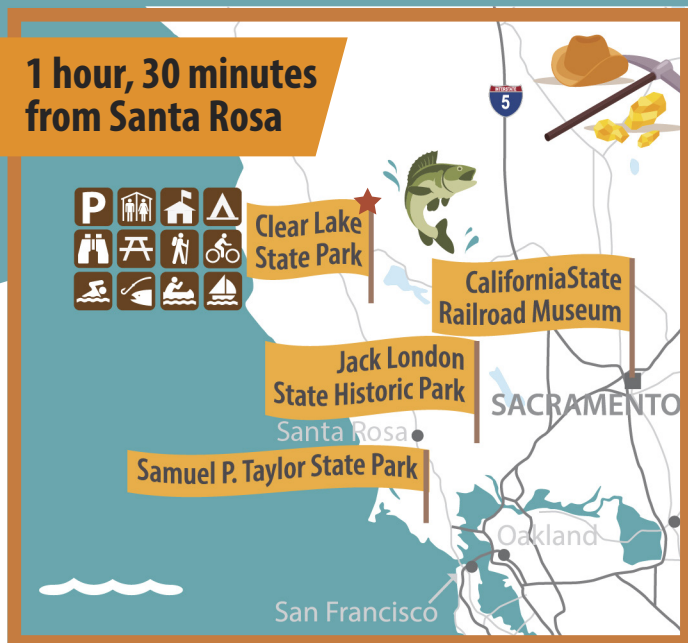 1 hour, 30 minutes
from Santa Rosa
INTERSTATE
5
P
Clear Lake
State Park
CaliforniaState
Railroad Museum
Jack London
State Historic Park
SACRAMENTO
Santa Rosa
Samuel P. Taylor State Park
Oakland
San Francisco